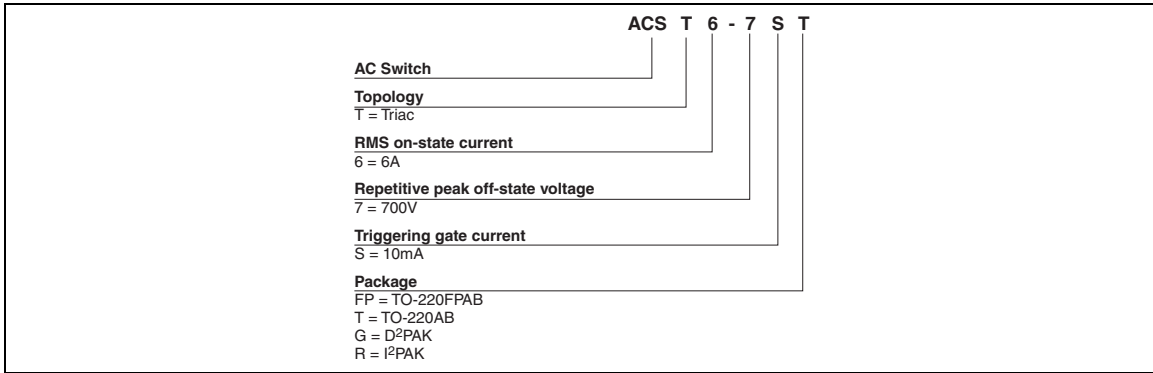 ACS T 6 - 7 S T
AC Switch
Topology
T = Triac
RMS on-state current
6 = 6A
Repetitive peak off-state voltage
7 = 700V
Triggering gate current
S = 10mA
Package
FP = TO-220FPAB
T = TO-220AB
G = D²PAK
R = I²PAK